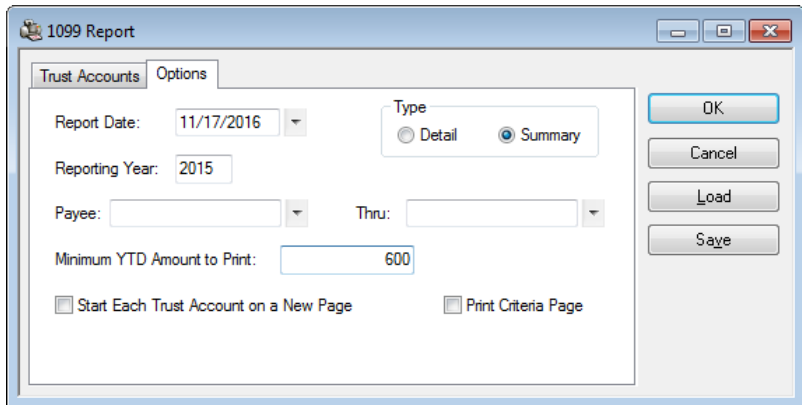 1099 Report
Trust Accounts Options
Report Date: 11/17/2016
Type
Detail Summary
Reporting Year: 2015
Payee: Thru:
Minimum YTD Amount to Print: 600
Start Each Trust Account on a New Page Print Criteria Page
OK
Cancel
Load
Save